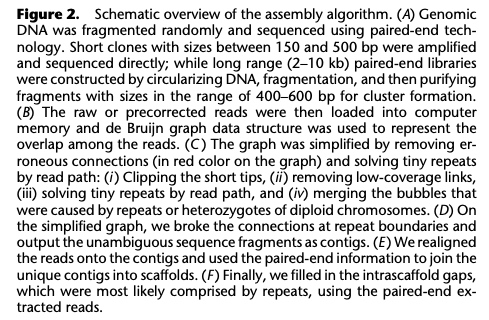 Figure 2. Schematic overview of the assembly algorithm. (A) Genomic
DNA was fragmented randomly and sequenced using paired-end tech-
nology. Short clones with sizes between 150 and 500 bp were amplified
and sequenced directly; while long range (2–10 kb) paired-end libraries
were constructed by circularizing DNA, fragmentation, and then purifying
fragments with sizes in the range of 400–600 bp for cluster formation.
(B) The raw or precorrected reads were then loaded into computer
memory and de Bruijn graph data structure was used to represent the
overlap among the reads. (C) The graph was simplified by removing er-
roneous connections (in red color on the graph) and solving tiny repeats
by read path: (i) Clipping the short tips, (ii) removing low-coverage links,
(iii) solving tiny repeats by read path, and (iv) merging the bubbles that
were caused by repeats or heterozygotes of diploid chromosomes. (D) On
the simplified graph, we broke the connections at repeat boundaries and
output the unambiguous sequence fragments as contigs. (E) We realigned
the reads onto the contigs and used the paired-end information to join the
unique contigs into scaffolds. (F) Finally, we filled in the intrascaffold gaps,
which were most likely comprised by repeats, using the paired-end ex-
tracted reads.